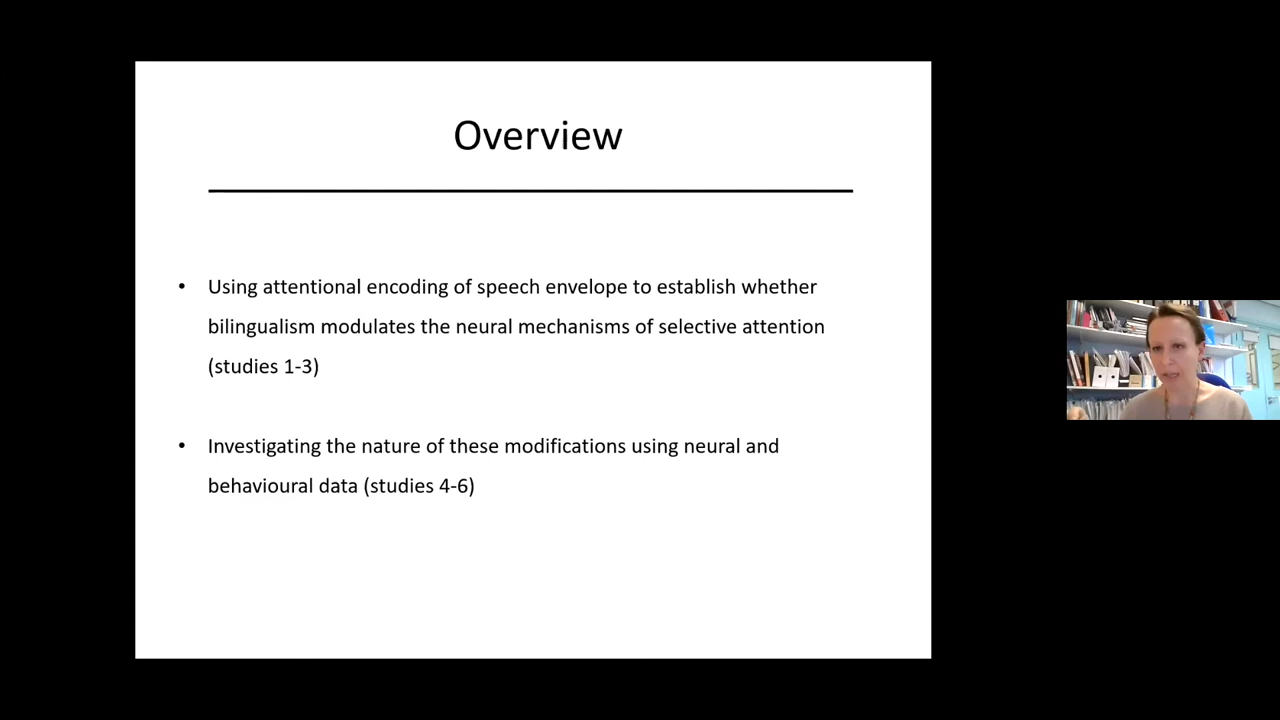 Overview
• Using attentional encoding of speech envelope to establish whether
bilingualism modulates the neural mechanisms of selective attention
(studies 1-3)
• Investigating the nature of these modifications using neural and
behavioural data (studies 4-6)